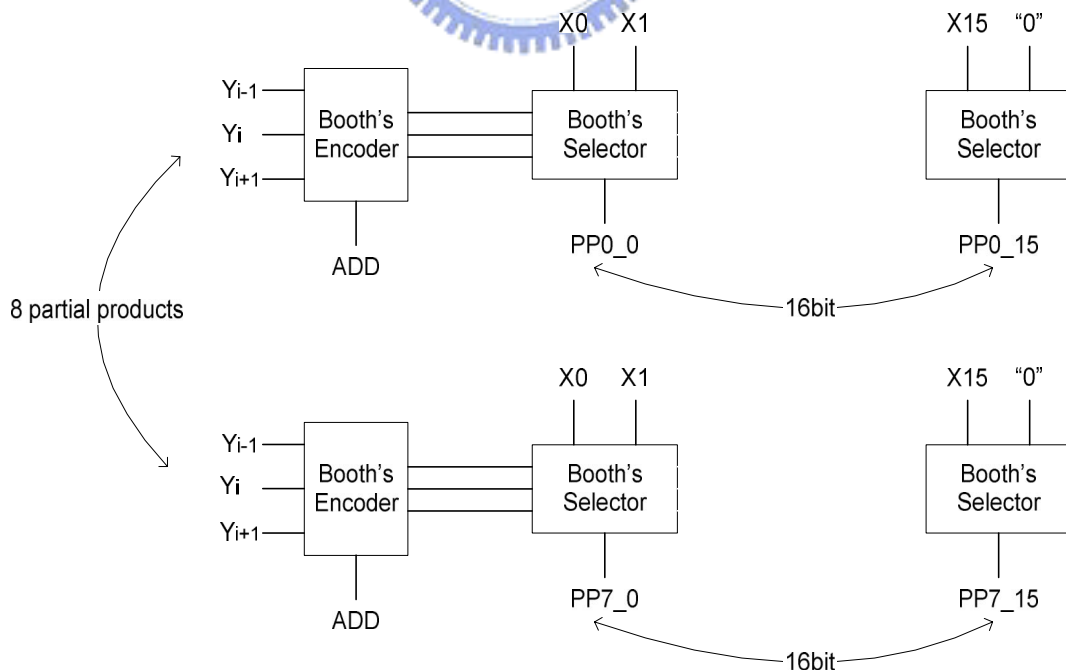 X0 X1 X15 “0”
Yi-1
Yi
Yi+1
Booth's
Encoder
Booth's
Selector
Booth's
Selector
ADD
PP0_0
PP0_15
16bit
8 partial products
X0 X1 X15 “0”
Yi-1
Yi
Yi+1
Booth's
Encoder
Booth's
Selector
Booth's
Selector
ADD
PP7_0
PP7_15
16bit